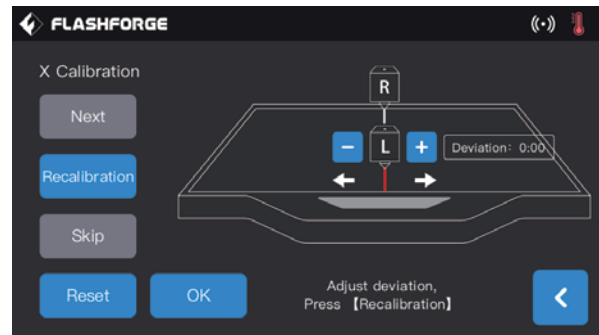 FLASHFORGE
X Calibration
R
Next
− L + Deviation: 0:00
Recalibration
Skip
Reset
OK
Adjust deviation,
Press 【Recalibration】